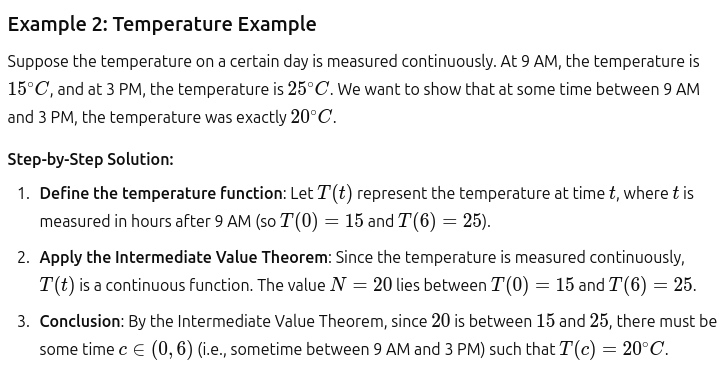 Example 2: Temperature Example
Suppose the temperature on a certain day is measured continuously. At 9 AM, the temperature is
15°C, and at 3 PM, the temperature is 25°C. We want to show that at some time between 9 AM
and 3 PM, the temperature was exactly 20°C.
Step-by-Step Solution:
1. Define the temperature function: Let T(t) represent the temperature at time t, where t is
measured in hours after 9 AM (so T(0) = 15 and T(6) = 25).
2. Apply the Intermediate Value Theorem: Since the temperature is measured continuously,
T(t) is a continuous function. The value N = 20 lies between T(0) = 15 and T(6) = 25.
3. Conclusion: By the Intermediate Value Theorem, since 20 is between 15 and 25, there must be
some time c ∈ (0, 6) (i.e., sometime between 9 AM and 3 PM) such that T(c) = 20°C.